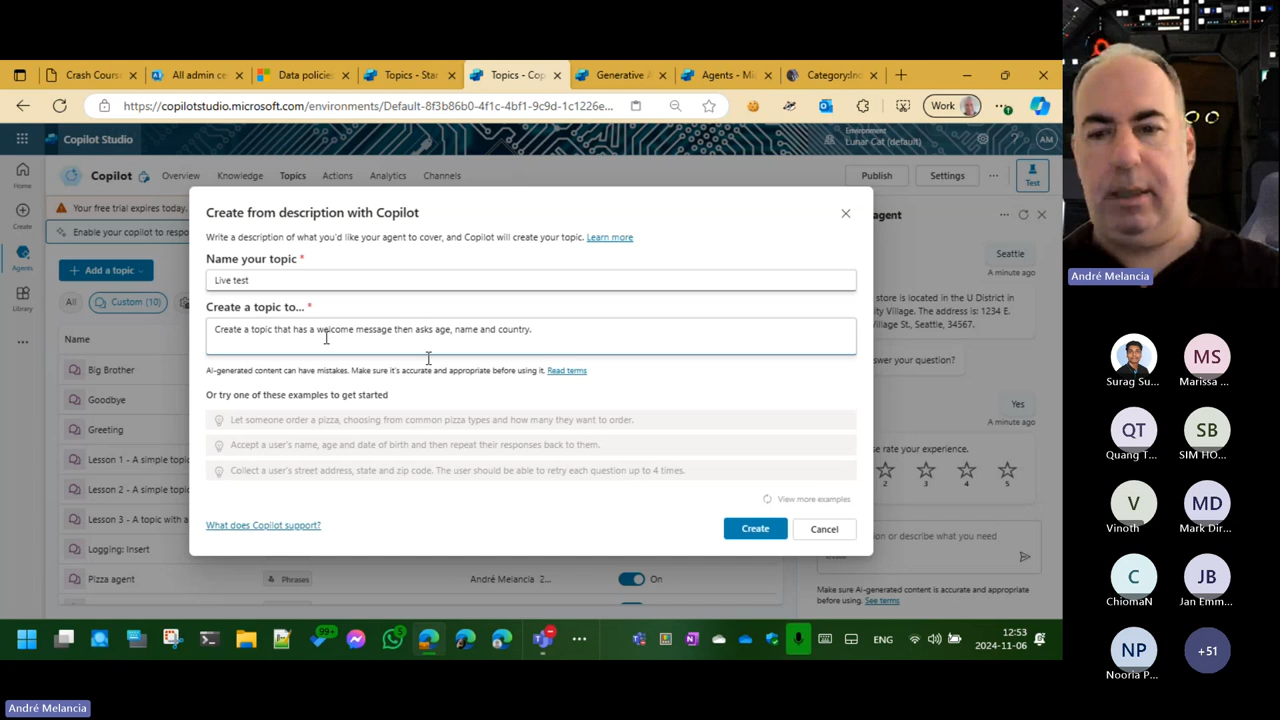 Crash Cours
All admin ce
Data policies
Topics - Star
Topics - Cop
Generative A
Agents - Mi
Category:Inc
https://copilotstudio.microsoft.com/environments/Default-8f3b86b0-4f1c-4bf1-9c9d-1c1226e...
Work
Copilot Studio
Environment
Lunar Cat (default)
AM
Home
Create
Agents
Library
Copilot
Overview
Knowledge
Topics
Actions
Analytics
Channels
Publish
Settings
Test
Your free trial expires today.
Enable your copilot to respo
Add a topic
All
Custom (10)
Name
Big Brother
Goodbye
Greeting
Lesson 1 - A simple topic
Lesson 2 - A simple topic
Lesson 3 - A topic with a
Logging: Insert
Pizza agent
Phrases
André Melancia 2...
On
Create from description with Copilot
Write a description of what you'd like your agent to cover, and Copilot will create your topic. Learn more
Name your topic *
Live test
Create a topic to... *
Create a topic that has a welcome message then asks age, name and country.
AI-generated content can have mistakes. Make sure it's accurate and appropriate before using it. Read terms
Or try one of these examples to get started
Let someone order a pizza, choosing from common pizza types and how many they want to order.
Accept a user's name, age and date of birth and then repeat their responses back to them.
Collect a user's street address, state and zip code. The user should be able to retry each question up to 4 times.
View more examples
What does Copilot support?
Create
Cancel
agent
Seattle
A minute ago
store is located in the U District in
ity Village. The address is: 1234 E.
Village St., Seattle, 34567.
swer your question?
Yes
A minute ago
se rate your experience.
2
3
4
5
ion or describe what you need
Make sure AI-generated content is accurate and appropriate
before using. See terms
99+
5
ENG
12:53
2024-11-06
André Melancia
Surag Su...
MS
Marissa ...
QT
Quang T...
SB
SIM HO...
V
Vinoth
MD
Mark Dir...
C
ChiomaN
JB
Jan Emm...
NP
Nooria P...
+51
André Melancia